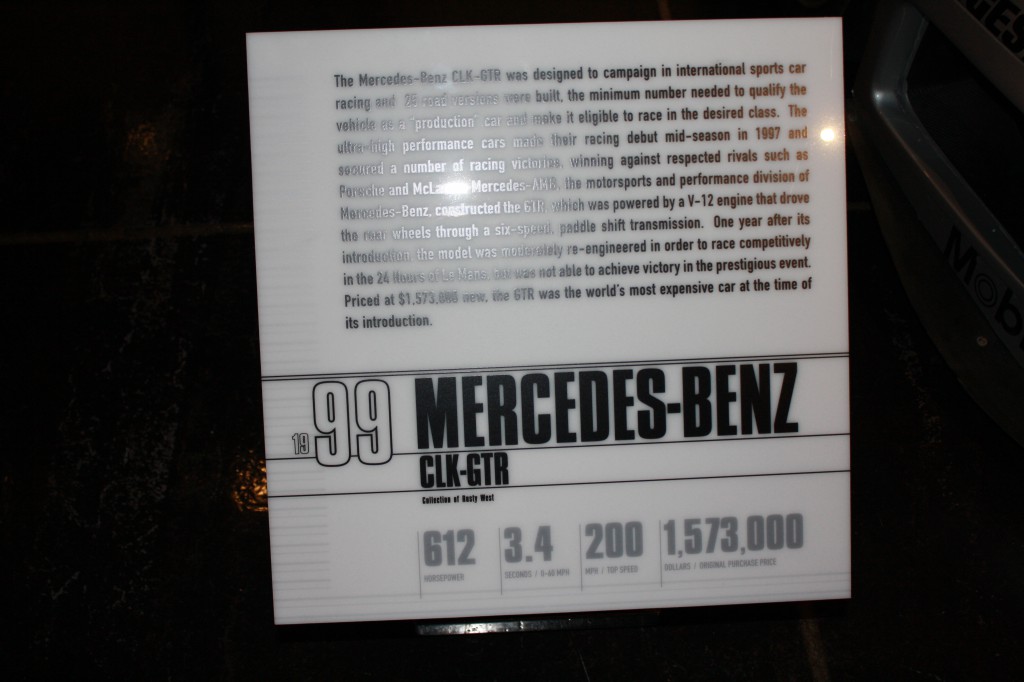 The Mercedes-Benz CLK-GTR was designed to campaign in international sports car
racing and 25 road versions were built, the minimum number needed to qualify the
vehicle as a "production" car and make it eligible to race in the desired class. The
ultra-high performance cars made their racing debut mid-season in 1997 and
secured a number of racing victories, winning against respected rivals such as
Porsche and Mercedes-AMG, the motorsports and performance division of
Mercedes-Benz, constructed the GTR, which was powered by a V-12 engine that drove
the rear wheels through a six-speed, paddle shift transmission. One year after its
introduction, the model was moderately re-engineered in order to race competitively
in the 24 Hours of Le Mans, but was not able to achieve victory in the prestigious event.
Priced at new, the GTR was the world's most expensive car at the time of
its introduction.
1999 MERCEDES-BENZ
CLK-GTR
Collection of Rusty West
612 3.4 200 1,573,000
HORSEPOWER SECONDS / 0-60 MPH MPH / TOP SPEED DOLLARS / ORIGINAL PURCHASE PRICE